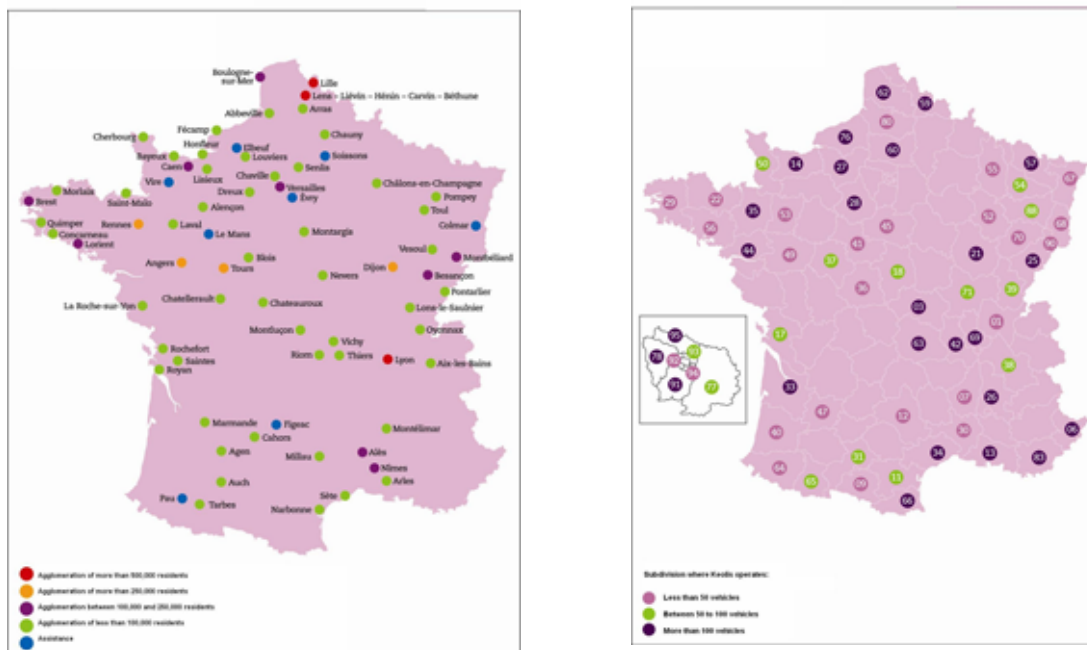 Boulogne-
sur-Mer
Lille
Lens – Liévin – Hénin – Carvin – Béthune
Abbeville
Arras
Fécamp
Cherbourg
Honfleur
Elbeuf
Chauny
Bayeux
Louviers
Soissons
Caen
Lisieux
Senlis
Chaville
Versailles
Châlons-en-Champagne
Morlaix
Vire
Dreux
Évry
Pompey
Brest
Saint-Malo
Alençon
Toul
Quimper
Rennes
Laval
Le Mans
Montargis
Colmar
Concarneau
Lorient
Vesoul
Blois
Montbéliard
Angers
Tours
Dijon
Nevers
Besançon
Pontarlier
La Roche-sur-Yon
Chatellerault
Chateauroux
Lons-le-Saulnier
Montluçon
Oyonnax
Vichy
Rochefort
Riom
Thiers
Lyon
Saintes
Aix-les-Bains
Royan
Marmande
Figeac
Cahors
Montélimar
Agen
Millau
Alès
Nîmes
Auch
Arles
Pau
Sète
Tarbes
Narbonne
Agglomeration of more than 500,000 residents
Agglomeration of more than 250,000 residents
Agglomeration between 100,000 and 250,000 residents
Agglomeration of less than 100,000 residents
Assistance
62
59
80
76
60
50
14
27
55
57
67
54
28
88
29
22
35
53
52
68
56
45
70
90
44
41
21
25
49
37
18
36
71
39
03
01
17
95
69
63
42
78
92
93
94
38
91
77
33
07
26
47
12
40
30
06
31
34
13
83
64
65
09
11
66
Subdivision where Keolis operates:
Less than 50 vehicles
Between 50 to 100 vehicles
More than 100 vehicles